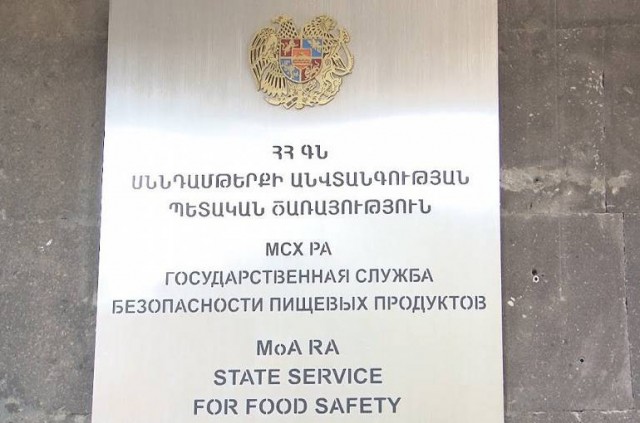 ՀՀ ԳՆ
ՍՆՆԴԱՄԹԵՐՔԻ ԱՆՎՏԱՆԳՈՒԹՅԱՆ
ՊԵՏԱԿԱՆ ԾԱՌԱՅՈՒԹՅՈՒՆ
МСХ РА
ГОСУДАРСТВЕННАЯ СЛУЖБА
БЕЗОПАСНОСТИ ПИЩЕВЫХ ПРОДУКТОВ
MoA RA
STATE SERVICE
FOR FOOD SAFETY